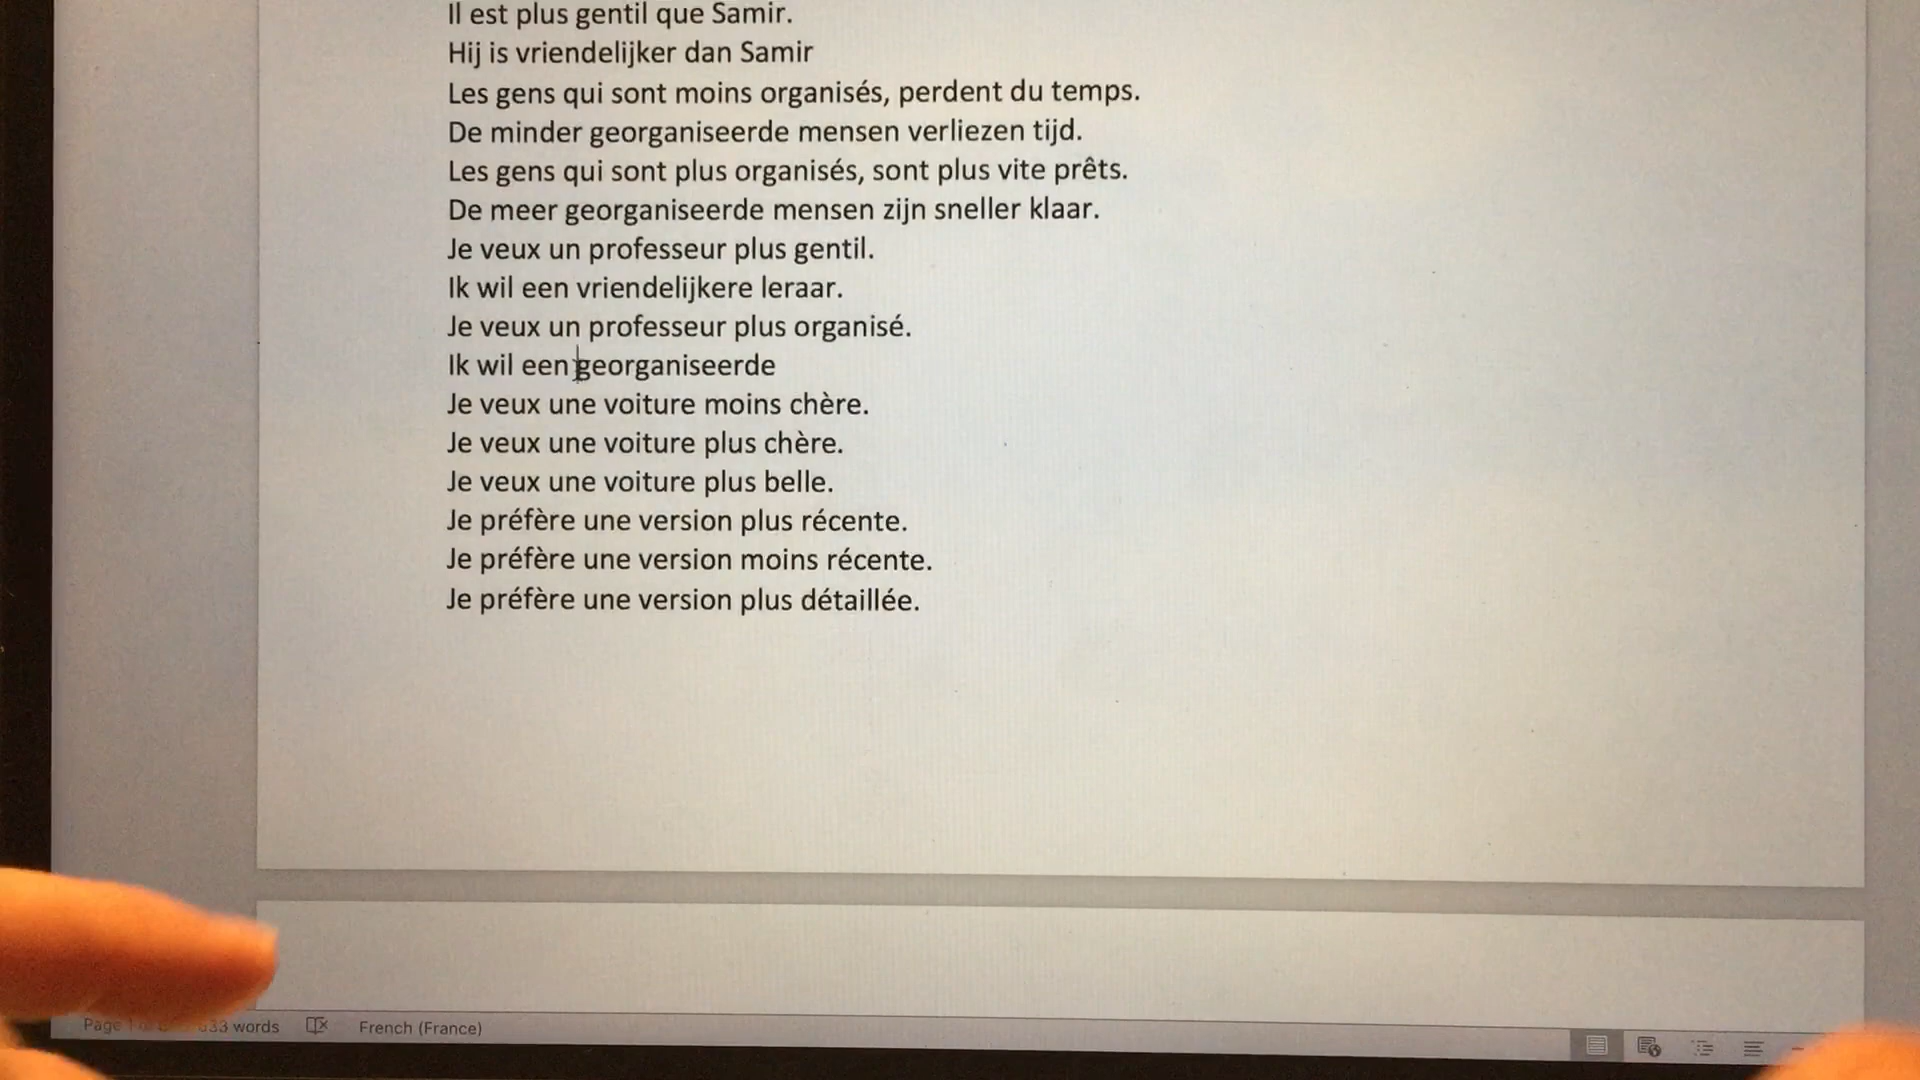 Il est plus gentil que Samir.
Hij is vriendelijker dan Samir
Les gens qui sont moins organisés, perdent du temps.
De minder georganiseerde mensen verliezen tijd.
Les gens qui sont plus organisés, sont plus vite prêts.
De meer georganiseerde mensen zijn sneller klaar.
Je veux un professeur plus gentil.
Ik wil een vriendelijkere leraar.
Je veux un professeur plus organisé.
Ik wil een georganiseerde
Je veux une voiture moins chère.
Je veux une voiture plus chère.
Je veux une voiture plus belle.
Je préfère une version plus récente.
Je préfère une version moins récente.
Je préfère une version plus détaillée.
Page words French (France)